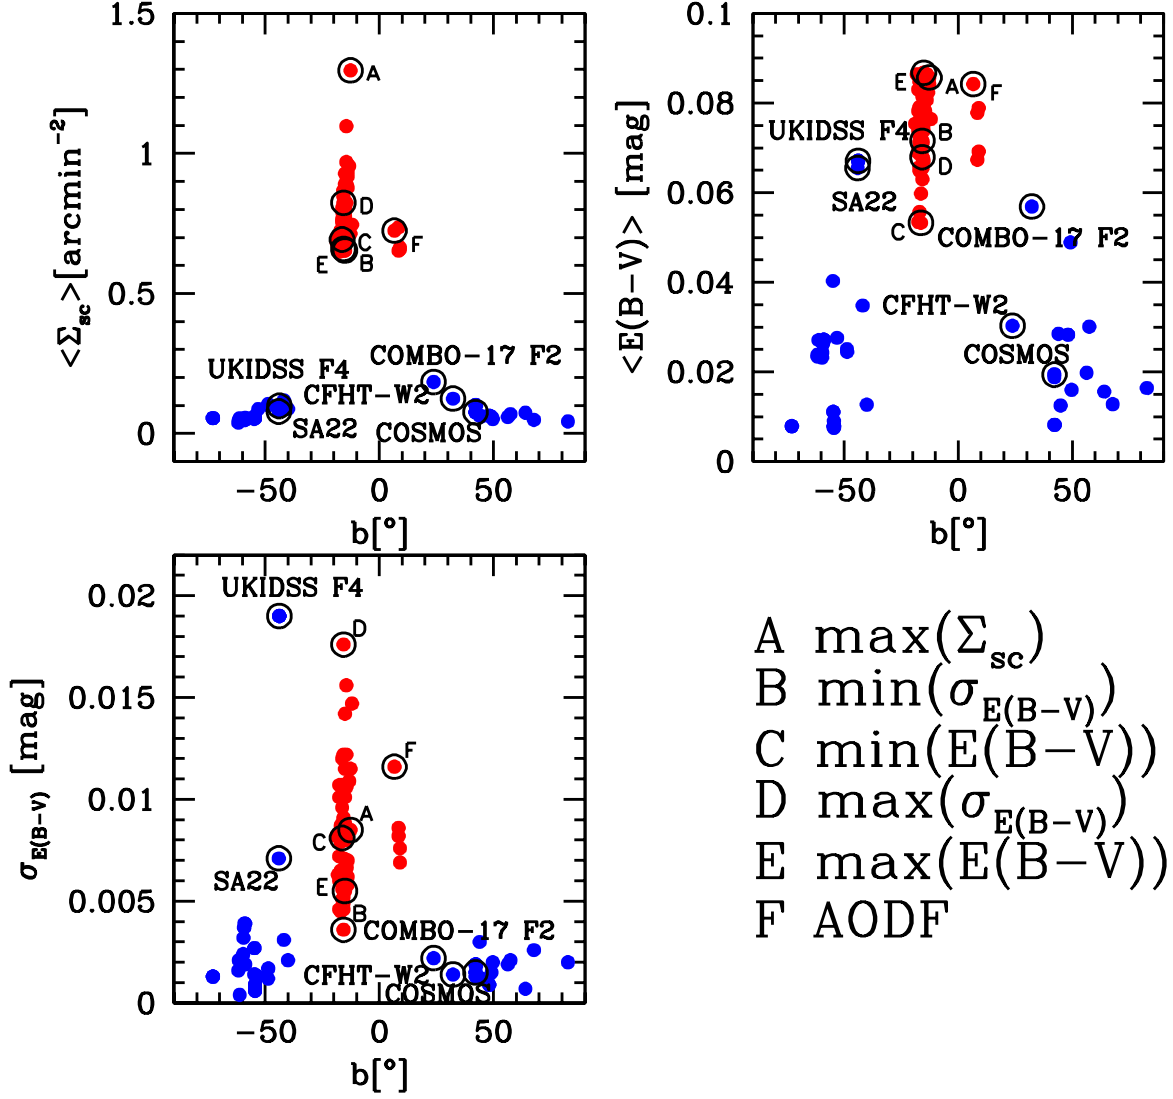 1.5
1
0.5
0
<Σsc>[arcmin−2]
A
D
C
B
E
F
UKIDSS F4
COMBO−17 F2
CFHT−W2
SA22
COSMOS
−50 0 50
b[°]
0.1
0.08
0.06
0.04
0.02
0
<E(B−V)> [mag]
E
A
F
UKIDSS F4
B
D
SA22
C
COMBO−17 F2
CFHT−W2
COSMOS
−50 0 50
b[°]
0.02
0.015
0.01
0.005
0
σE(B−V) [mag]
UKIDSS F4
D
F
A
C
SA22
E
B
COMBO−17 F2
CFHT−W2
COSMOS
−50 0 50
b[°]
A max(Σsc)
B min(σE(B−V))
C min(E(B−V))
D max(σE(B−V))
E max(E(B−V))
F AODF